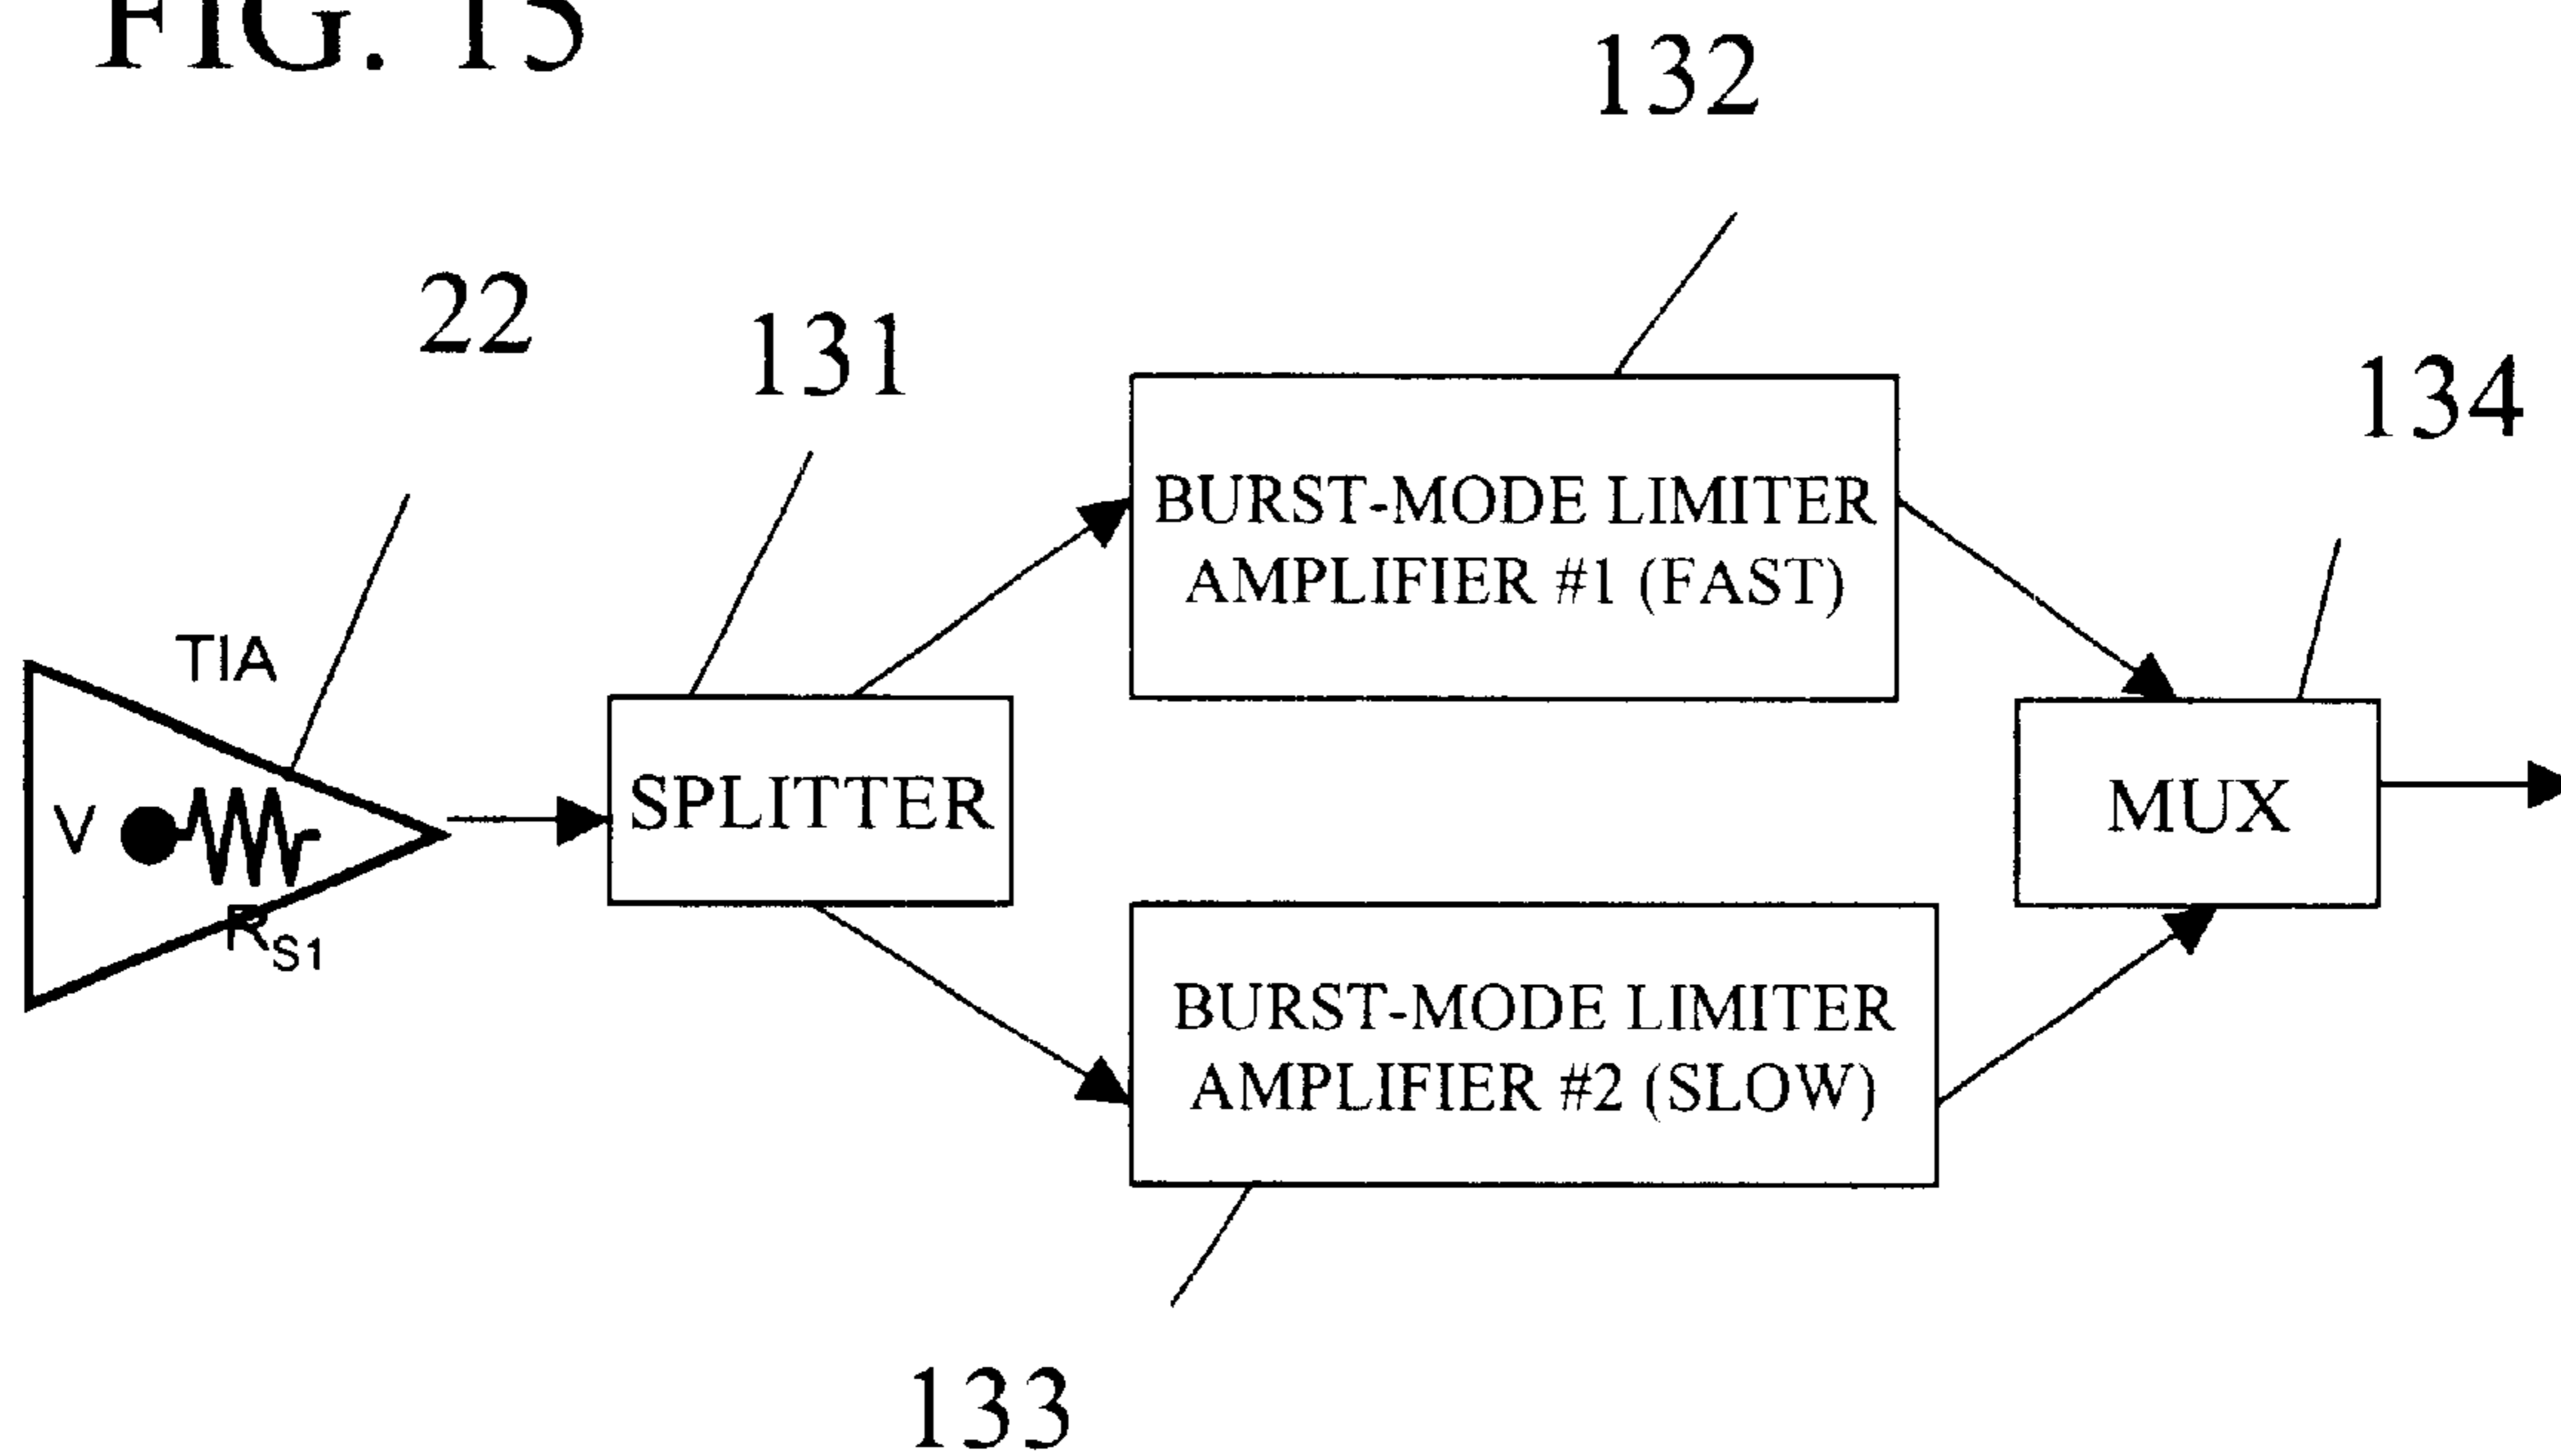 FIG. 15
132
22
131
134
BURST-MODE LIMITER
AMPLIFIER #1 (FAST)
TIA
SPLITTER
MUX
V
RS1
BURST-MODE LIMITER
AMPLIFIER #2 (SLOW)
133